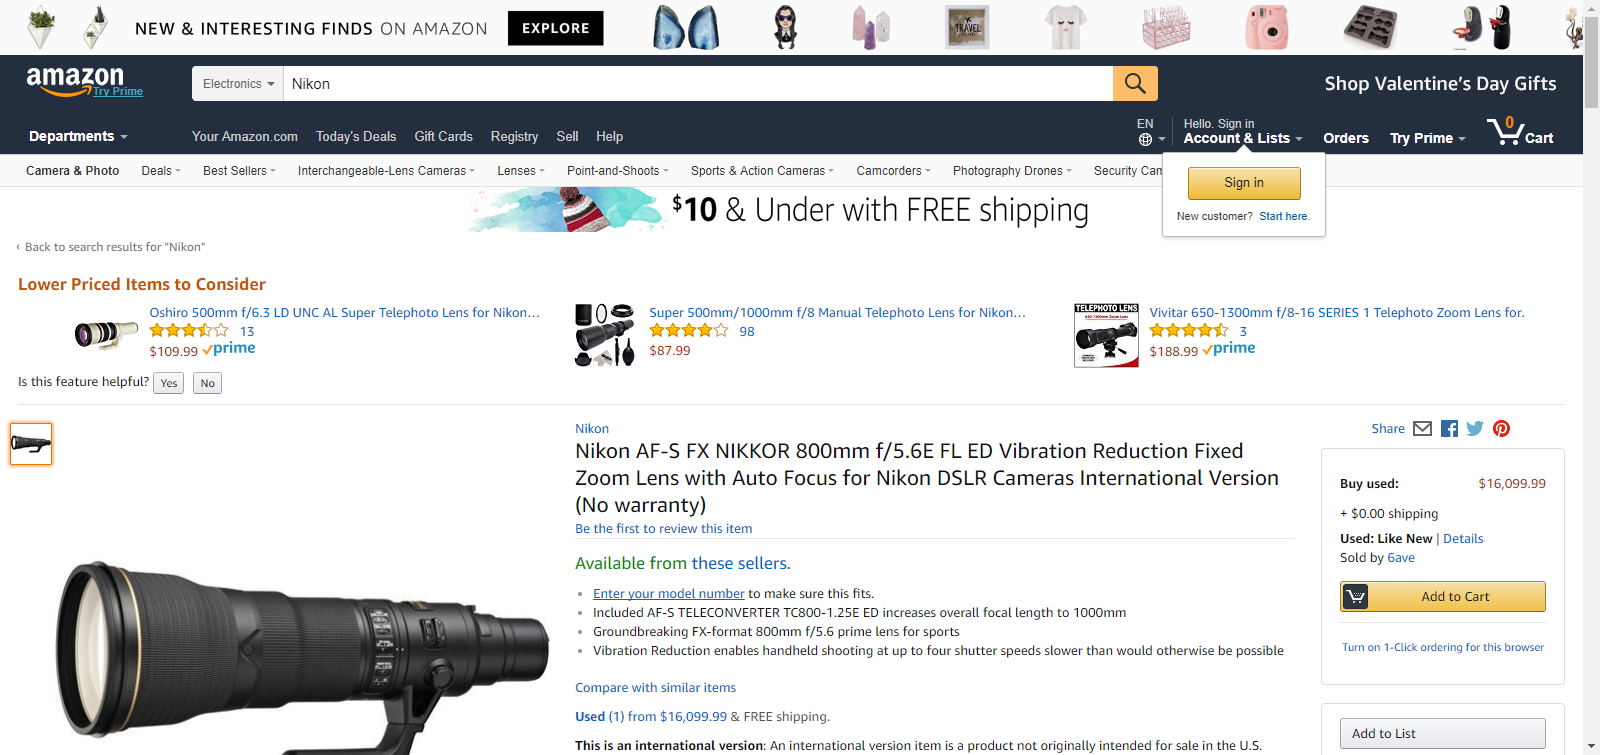 NEW & INTERESTING FINDS ON AMAZON EXPLORE
TRAVEL
amazon Try Prime
Electronics Nikon
Shop Valentine's Day Gifts
Departments Your Amazon.com Today's Deals Gift Cards Registry Sell Help
EN Hello. Sign in
Account & Lists Orders Try Prime 0 Cart
Camera & Photo Deals Best Sellers Interchangeable-Lens Cameras Lenses Point-and-Shoots Sports & Action Cameras Camcorders Photography Drones Security Cam
Sign in
New customer? Start here.
$10 & Under with FREE shipping
‹ Back to search results for "Nikon"
Lower Priced Items to Consider
Oshiro 500mm f/6.3 LD UNC AL Super Telephoto Lens for Nikon...
13
$109.99 prime
Super 500mm/1000mm f/8 Manual Telephoto Lens for Nikon...
98
$87.99
TELEPHOTO LENS
Vivitar 650-1300mm f/8-16 SERIES 1 Telephoto Zoom Lens for.
3
$188.99 prime
Is this feature helpful? Yes No
Nikon
Nikon AF-S FX NIKKOR 800mm f/5.6E FL ED Vibration Reduction Fixed
Zoom Lens with Auto Focus for Nikon DSLR Cameras International Version
(No warranty)
Be the first to review this item
Available from these sellers.
Enter your model number to make sure this fits.
Included AF-S TELECONVERTER TC800-1.25E ED increases overall focal length to 1000mm
Groundbreaking FX-format 800mm f/5.6 prime lens for sports
Vibration Reduction enables handheld shooting at up to four shutter speeds slower than would otherwise be possible
Compare with similar items
Used (1) from $16,099.99 & FREE shipping.
This is an international version: An international version item is a product not originally intended for sale in the U.S.
Share
Buy used: $16,099.99
+ $0.00 shipping
Used: Like New | Details
Sold by 6ave
Add to Cart
Turn on 1-Click ordering for this browser
Add to List